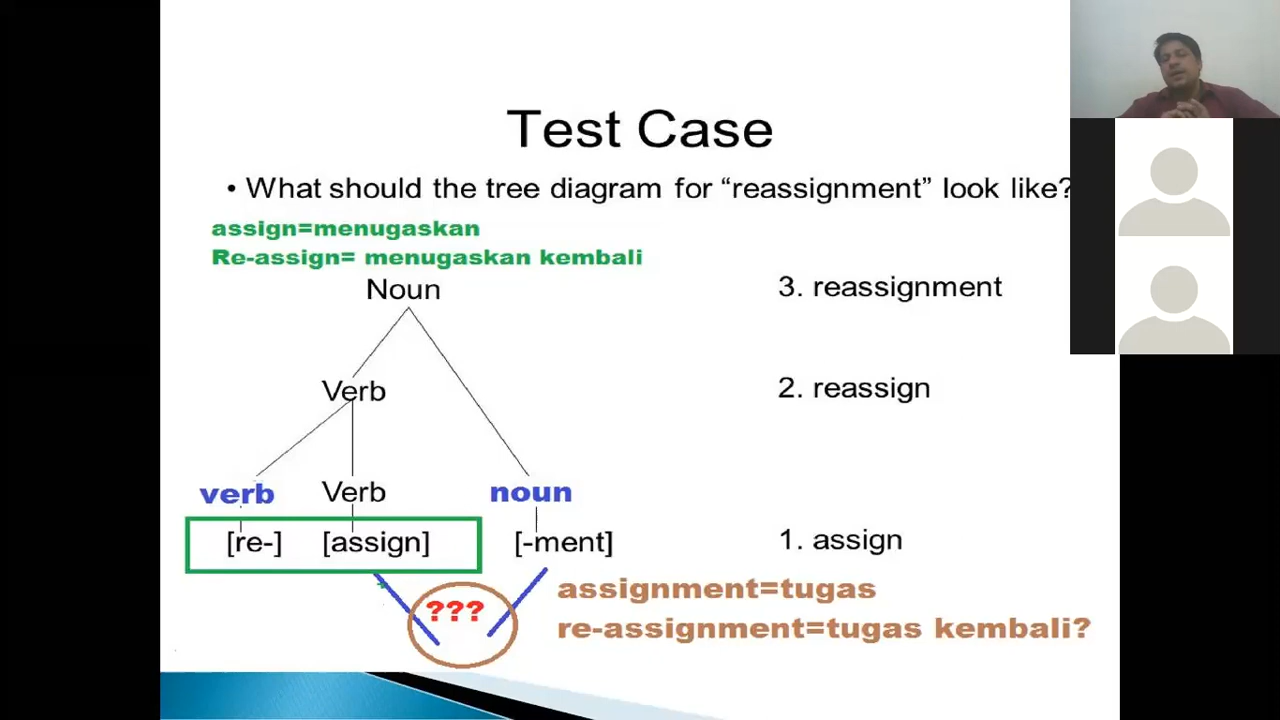 Test Case
• What should the tree diagram for “reassignment” look like?
assign=menugaskan
Re-assign= menugaskan kembali
Noun
3. reassignment
Verb
2. reassign
verb Verb noun
[re-] [assign] [-ment]
1. assign
assignment=tugas
???
re-assignment=tugas kembali?